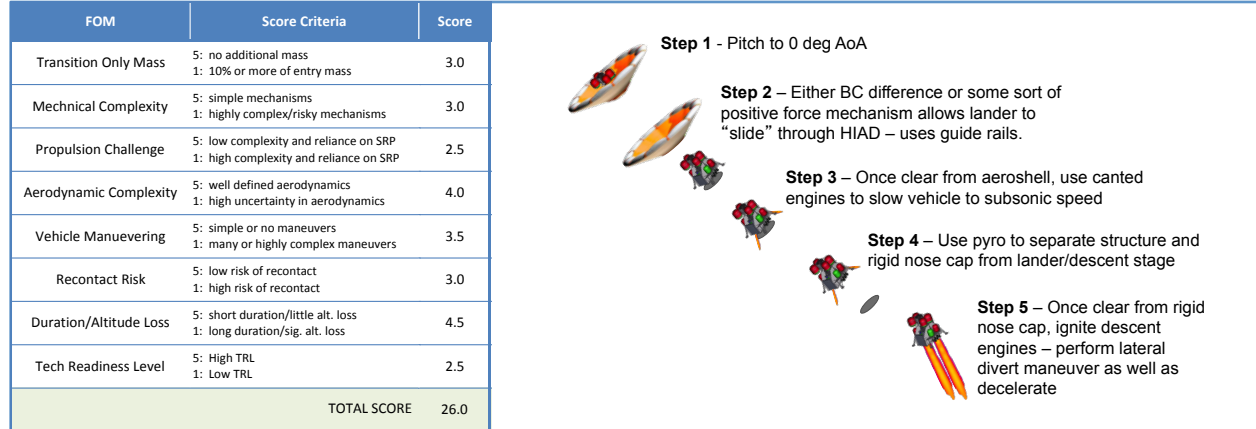 FOM Score Criteria Score
Transition Only Mass
5: no additional mass
1: 10% or more of entry mass
3.0
Mechnical Complexity
5: simple mechanisms
1: highly complex/risky mechanisms
3.0
Propulsion Challenge
5: low complexity and reliance on SRP
1: high complexity and reliance on SRP
2.5
Aerodynamic Complexity
5: well defined aerodynamics
1: high uncertainty in aerodynamics
4.0
Vehicle Manuevering
5: simple or no maneuvers
1: many or highly complex maneuvers
3.5
Recontact Risk
5: low risk of recontact
1: high risk of recontact
3.0
Duration/Altitude Loss
5: short duration/little alt. loss
1: long duration/sig. alt. loss
4.5
Tech Readiness Level
5: High TRL
1: Low TRL
2.5
TOTAL SCORE 26.0
Step 1 - Pitch to 0 deg AoA
Step 2 – Either BC difference or some sort of
positive force mechanism allows lander to
“slide” through HIAD – uses guide rails.
Step 3 – Once clear from aeroshell, use canted
engines to slow vehicle to subsonic speed
Step 4 – Use pyro to separate structure and
rigid nose cap from lander/descent stage
Step 5 – Once clear from rigid
nose cap, ignite descent
engines – perform lateral
divert maneuver as well as
decelerate